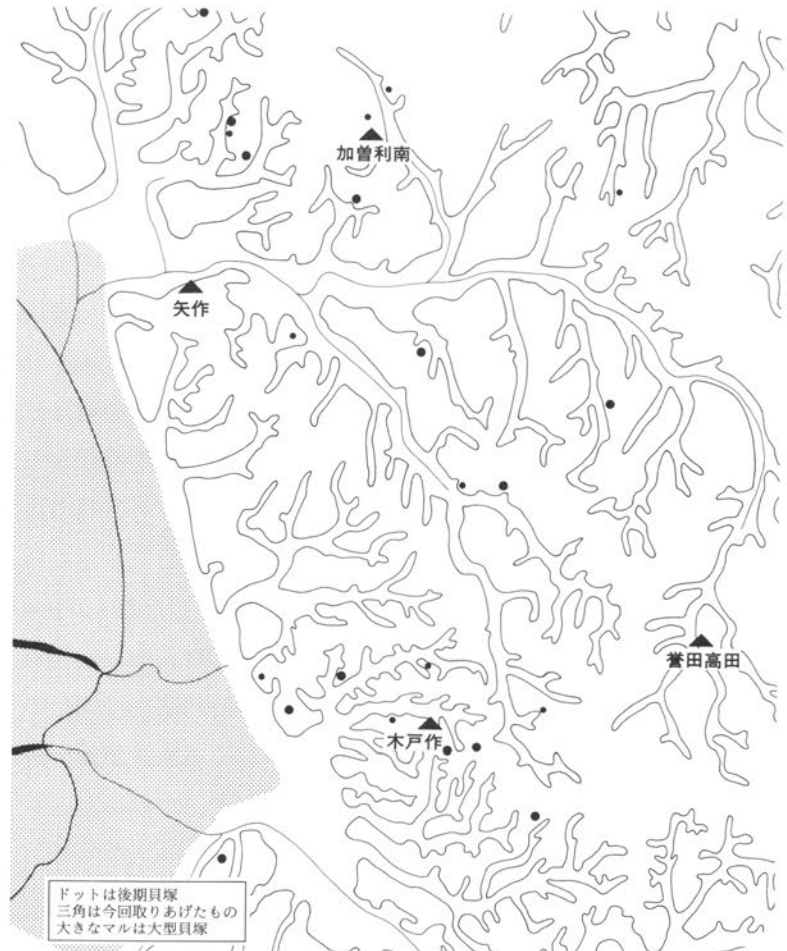 加曽利南
矢作
誉田高田
木戸作
ドットは後期貝塚
三角は今回取りあげたもの
大きなマルは大型貝塚